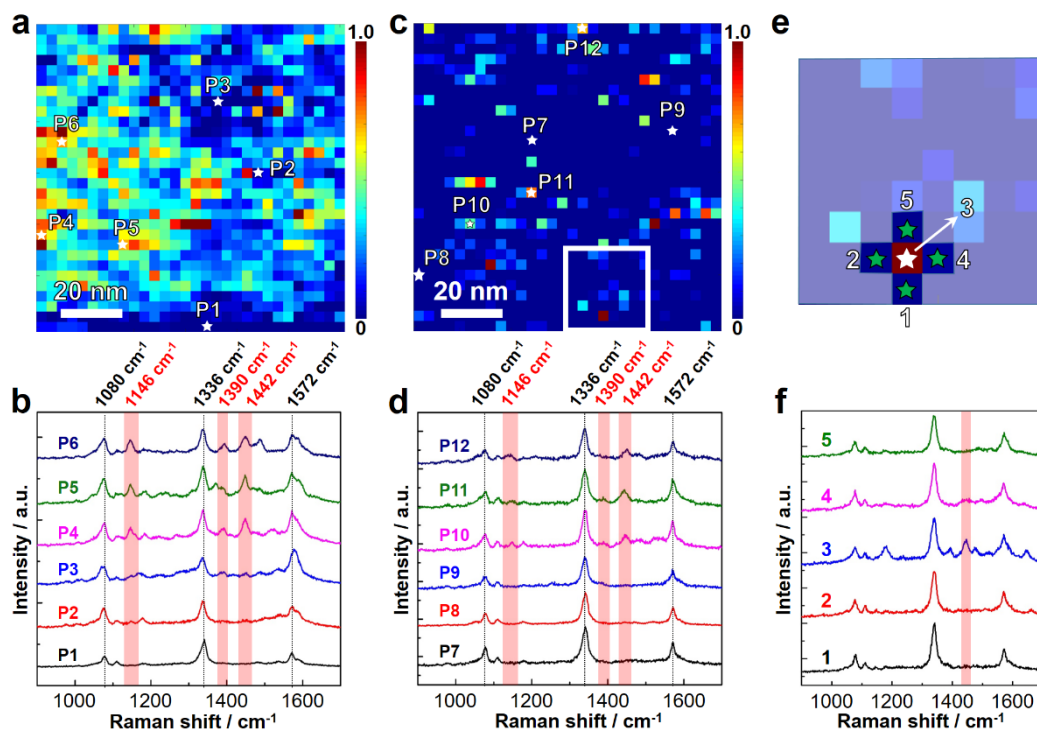 a
1.0
P3
P6
P2
P4
P5
20 nm
P1
0
c
1.0
P12
P9
P7
P11
P10
P8
20 nm
0
e
5
3
2
4
1
b
1080 cm-1
1146 cm-1
1336 cm-1
1390 cm-1
1442 cm-1
1572 cm-1
Intensity / a.u.
P6
P5
P4
P3
P2
P1
1000 1200 1400 1600
Raman shift / cm-1
d
1080 cm-1
1146 cm-1
1336 cm-1
1390 cm-1
1442 cm-1
1572 cm-1
Intensity / a.u.
P12
P11
P10
P9
P8
P7
1000 1200 1400 1600
Raman shift / cm-1
f
Intensity / a.u.
5
4
3
2
1
1000 1200 1400 1600
Raman shift / cm-1